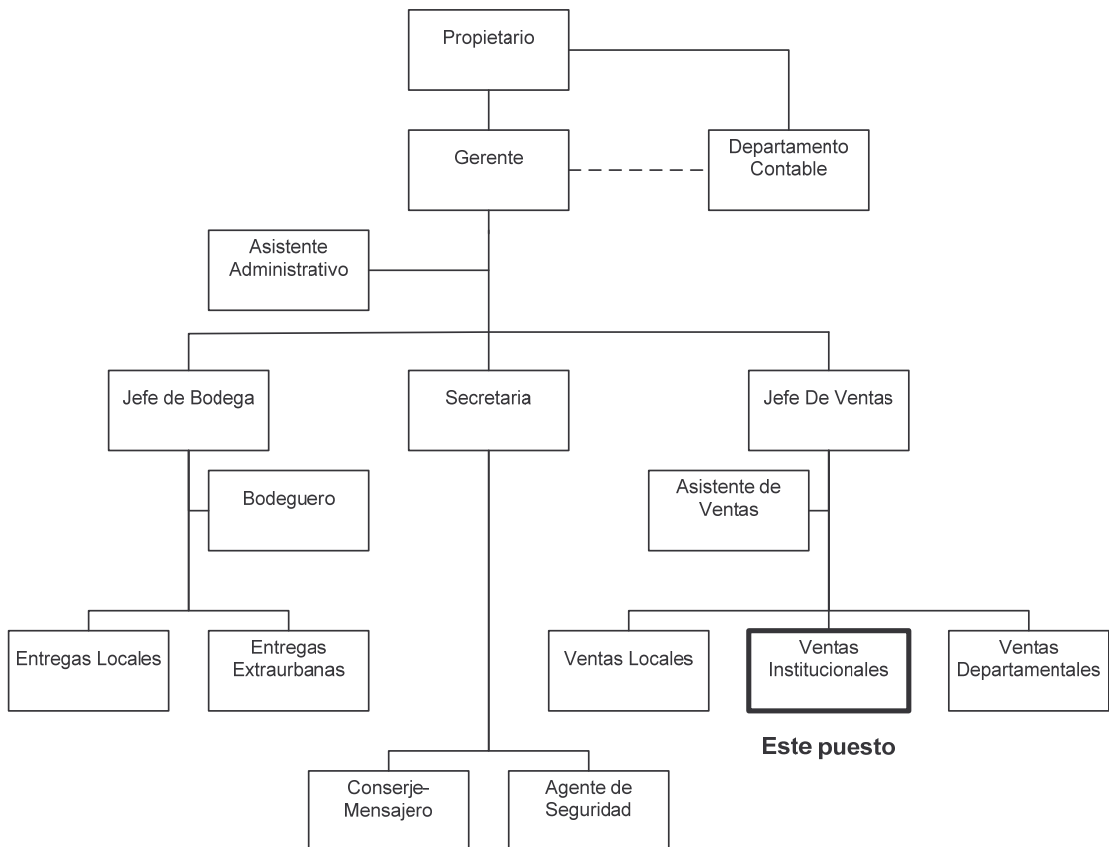 Propietario
Gerente
Departamento
Contable
Asistente
Administrativo
Jefe de Bodega
Secretaria
Jefe De Ventas
Bodeguero
Asistente de
Ventas
Entregas Locales
Entregas
Extraurbanas
Ventas Locales
Ventas
Institucionales
Ventas
Departamentales
Este puesto
Conserje-
Mensajero
Agente de
Seguridad